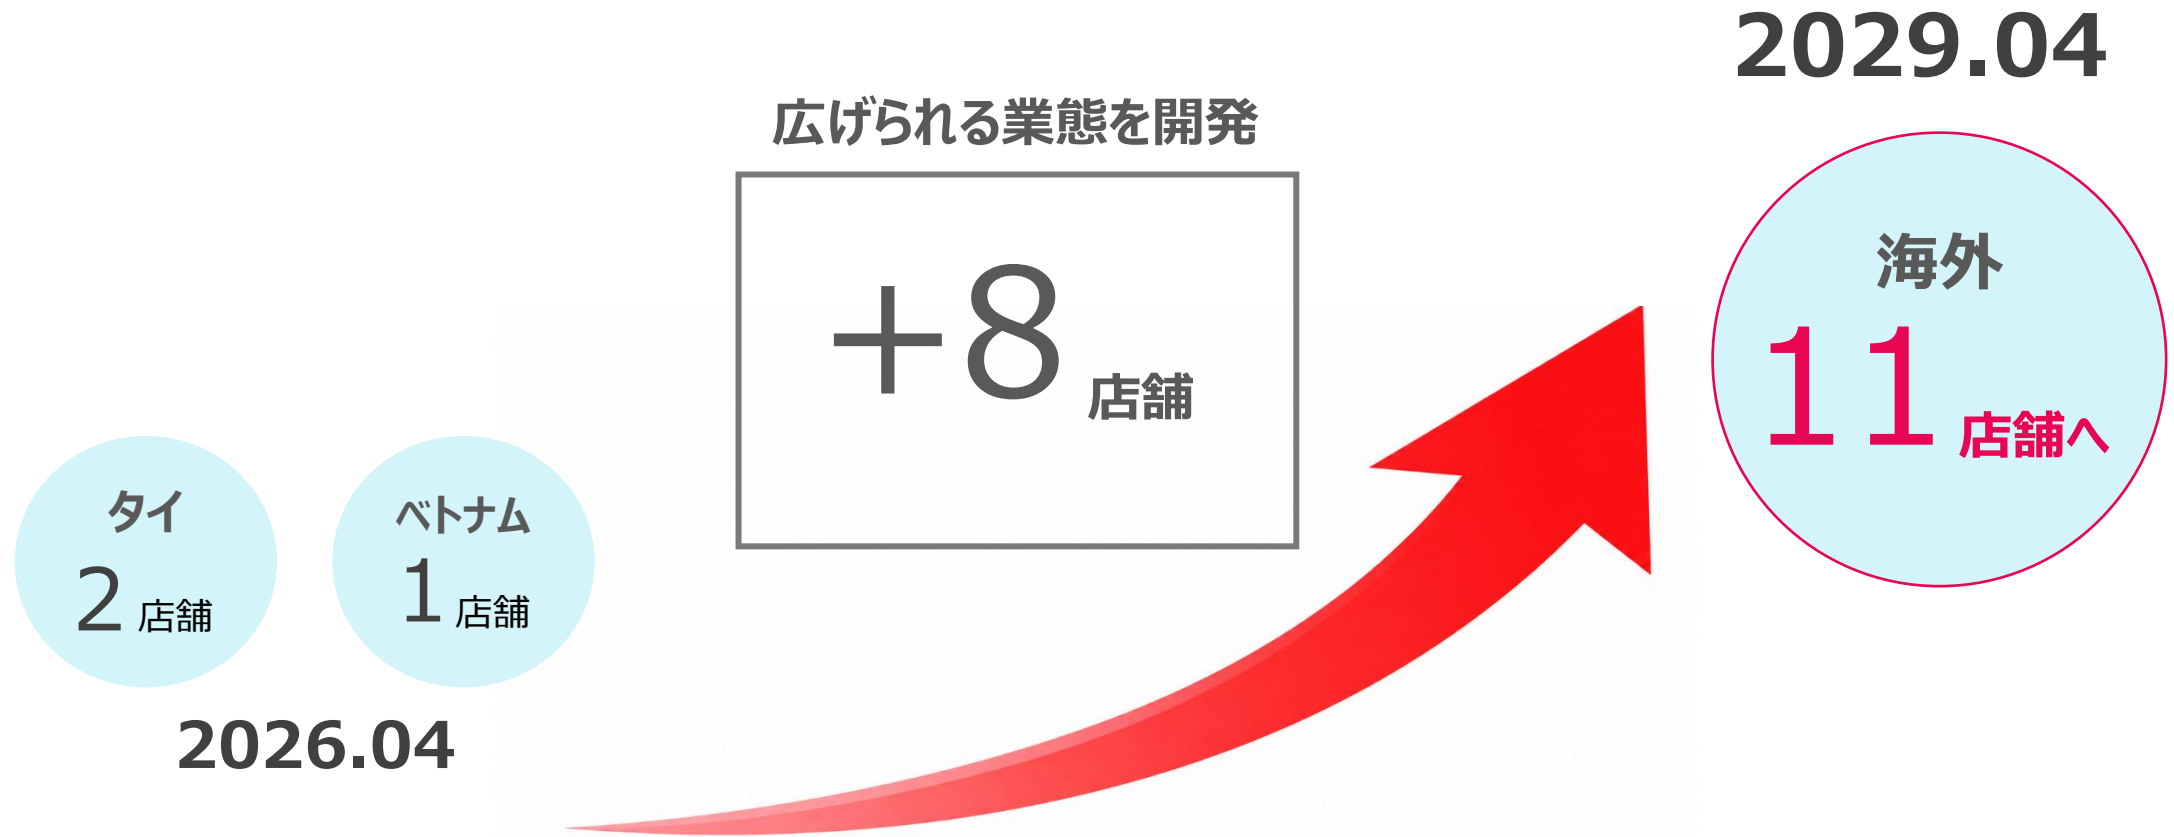 2029.04
広げられる業態を開発
+8 店舗
海外
11 店舗へ
タイ
2 店舗
ベトナム
1 店舗
2026.04